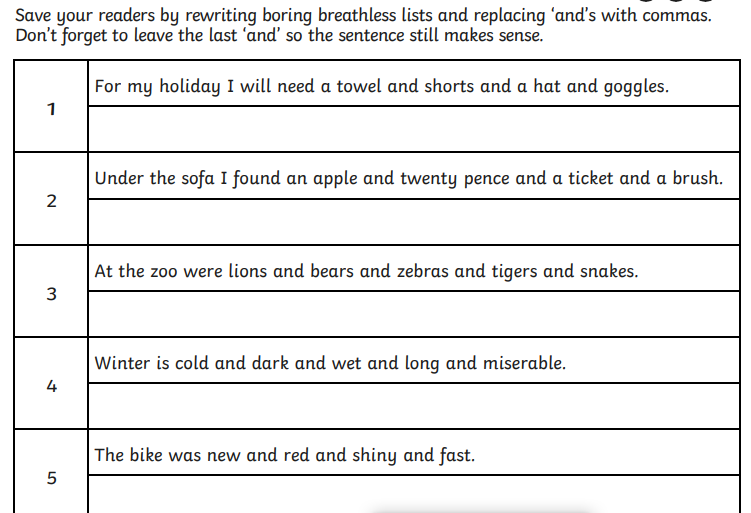 Save your readers by rewriting boring breathless lists and replacing ‘and’s with commas.
Don’t forget to leave the last ‘and’ so the sentence still makes sense.
1
For my holiday I will need a towel and shorts and a hat and goggles.
2
Under the sofa I found an apple and twenty pence and a ticket and a brush.
3
At the zoo were lions and bears and zebras and tigers and snakes.
4
Winter is cold and dark and wet and long and miserable.
5
The bike was new and red and shiny and fast.